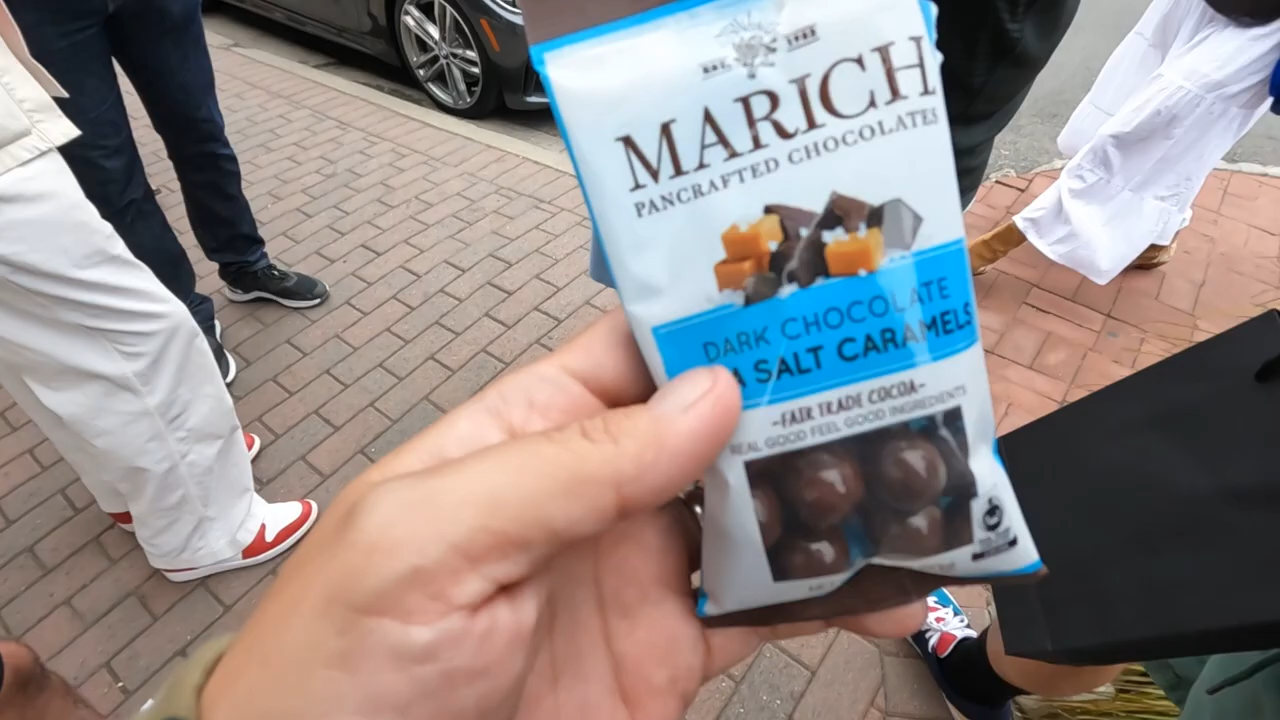 EST. 1983
MARICH
PANCRAFTED CHOCOLATES
DARK CHOCOLATE
A SALT CARAMELS
-FAIR TRADE COCOA-
REAL GOOD FEEL GOOD INGREDIENTS